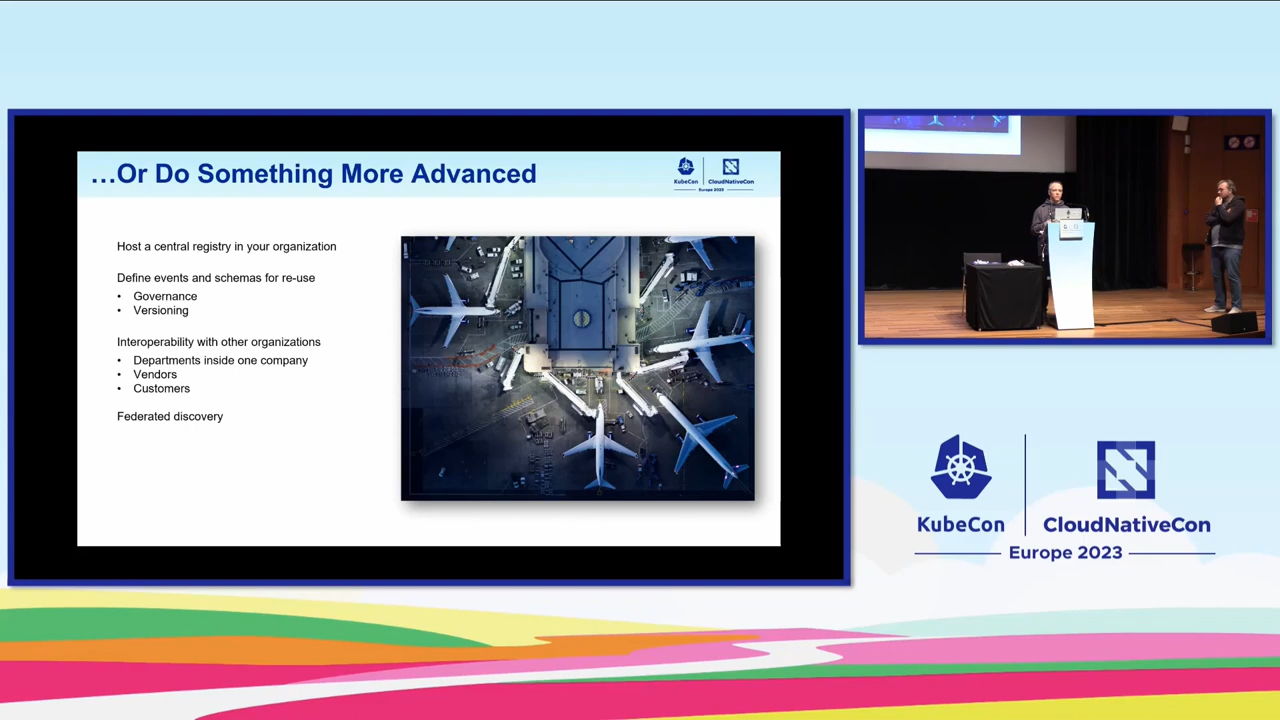 …Or Do Something More Advanced
KubeCon
CloudNativeCon
Europe 2023
Host a central registry in your organization
Define events and schemas for re-use
• Governance
• Versioning
Interoperability with other organizations
• Departments inside one company
• Vendors
• Customers
Federated discovery
KubeCon
CloudNativeCon
Europe 2023